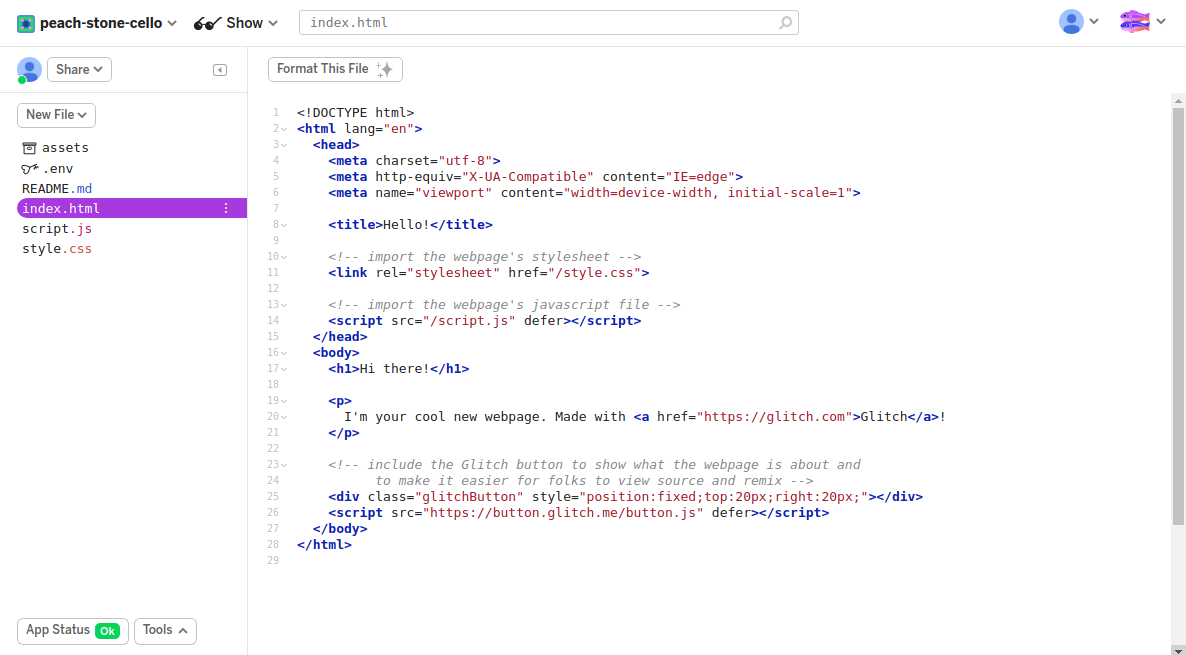 peach-stone-cello
Show
index.html
Share
Format This File
New File
assets
.env
README.md
index.html
script.js
style.css
1 <!DOCTYPE html>
2 <html lang="en">
3 <head>
4 <meta charset="utf-8">
5 <meta http-equiv="X-UA-Compatible" content="IE=edge">
6 <meta name="viewport" content="width=device-width, initial-scale=1">
7
8 <title>Hello!</title>
9
10 <!-- import the webpage's stylesheet -->
11 <link rel="stylesheet" href="/style.css">
12
13 <!-- import the webpage's javascript file -->
14 <script src="/script.js" defer></script>
15 </head>
16 <body>
17 <h1>Hi there!</h1>
18
19 <p>
20 I'm your cool new webpage. Made with <a href="https://glitch.com">Glitch</a>!
21 </p>
22
23 <!-- include the Glitch button to show what the webpage is about and
24 to make it easier for folks to view source and remix -->
25 <div class="glitchButton" style="position:fixed;top:20px;right:20px;"></div>
26 <script src="https://button.glitch.me/button.js" defer></script>
27 </body>
28 </html>
29
App Status Ok
Tools